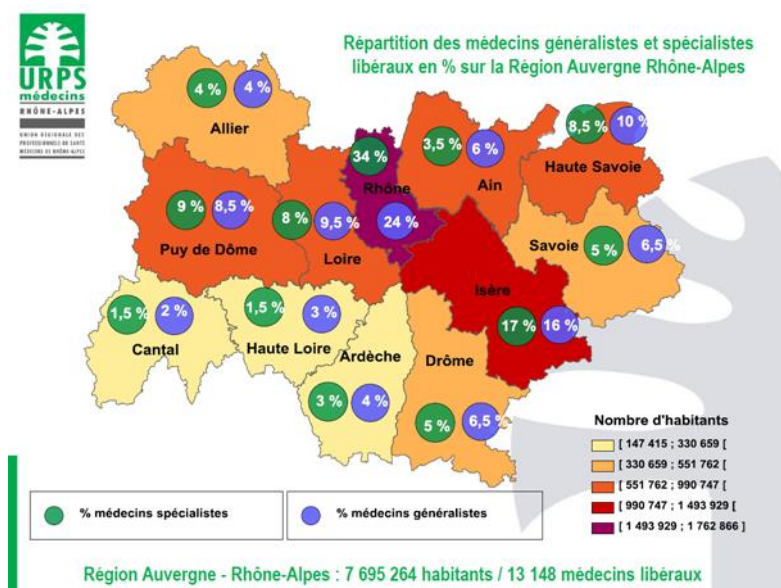 URPS
médecins
RHÔNE-ALPES
UNION RÉGIONALE DES
PROFESSIONNELS DE SANTÉ
MÉDECINS DE RHÔNE-ALPES
Répartition des médecins généralistes et spécialistes
libéraux en % sur la Région Auvergne Rhône-Alpes
4 % 4 %
Allier
34 %
Rhône
24 %
3,5 % 6 %
Ain
8,5 % 10 %
Haute Savoie
9 % 8,5 %
Puy de Dôme
8 % 9,5 %
Loire
Savoie
5 % 6,5 %
Isère
17 % 16 %
1,5 % 2 %
Cantal
1,5 % 3 %
Haute Loire
Ardèche
3 % 4 %
Drôme
5 % 6,5 %
Nombre d'habitants
[ 147 415 ; 330 659 [
[ 330 659 ; 551 762 [
[ 551 762 ; 990 747 [
[ 990 747 ; 1 493 929 [
[ 1 493 929 ; 1 762 866 ]
% médecins spécialistes
% médecins généralistes
Région Auvergne - Rhône-Alpes : 7 695 264 habitants / 13 148 médecins libéraux